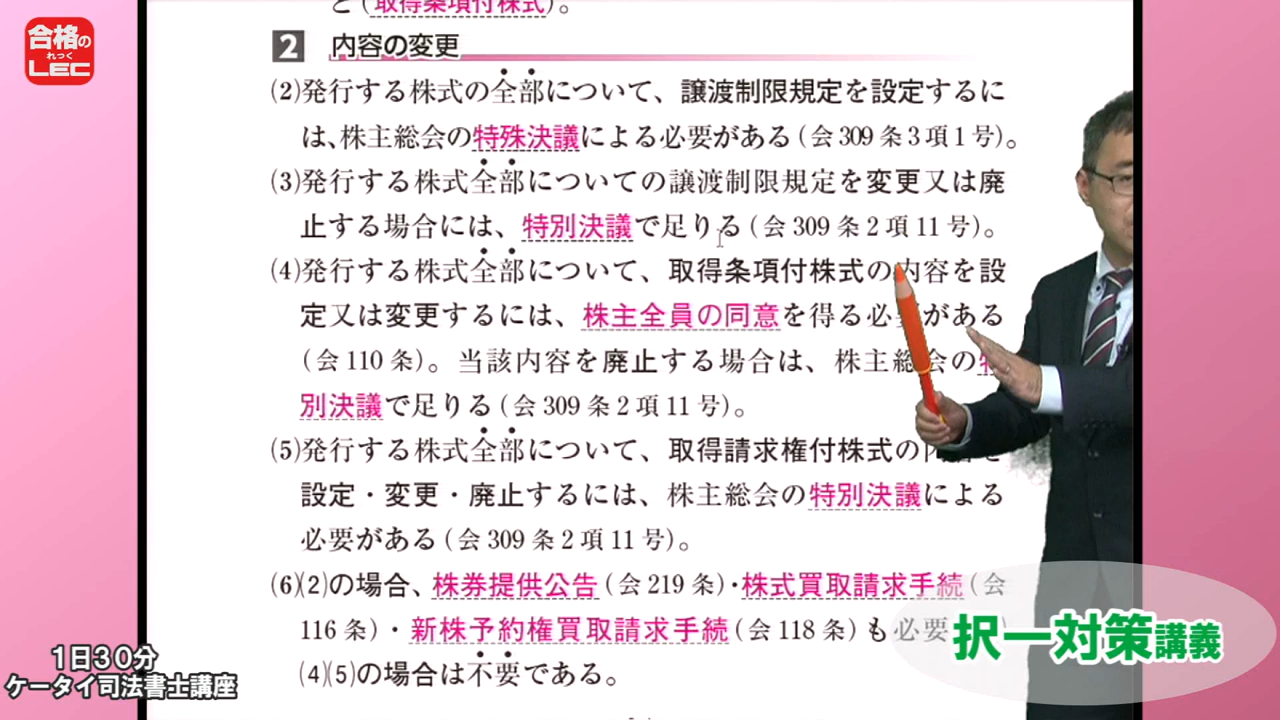 合格の
れっく
LEC
と(取得条項付株式)。
2 内容の変更
(2)発行する株式の全部について、譲渡制限規定を設定するに
は、株主総会の特殊決議による必要がある(会309条3項1号)。
(3)発行する株式全部についての譲渡制限規定を変更又は廃
止する場合には、特別決議で足りる(会309条2項11号)。
(4)発行する株式全部について、取得条項付株式の内容を設
定又は変更するには、株主全員の同意を得る必要がある
(会110条)。当該内容を廃止する場合は、株主総会の特
別決議で足りる(会309条2項11号)。
(5)発行する株式全部について、取得請求権付株式の
設定・変更・廃止するには、株主総会の特別決議による
必要がある(会309条2項11号)。
(6)(2)の場合、株券提供公告(会219条)・株式買取請求手続(会
116条)・新株予約権買取請求手続(会118条)も必要
(4)(5)の場合は不要である。
択一対策講義
1日30分
ケータイ司法書士講座